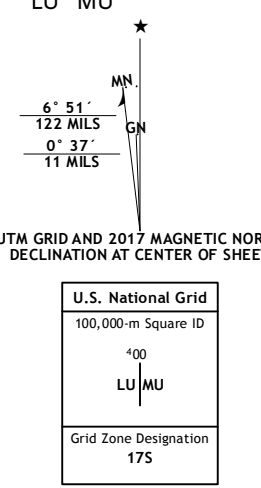 LU MU
★
MN
6° 51´
122 MILS
GN
0° 37´
11 MILS
UTM GRID AND 2017 MAGNETIC NOR
DECLINATION AT CENTER OF SHEET
U.S. National Grid
100,000-m Square ID
⁴00
LU MU
Grid Zone Designation
17S